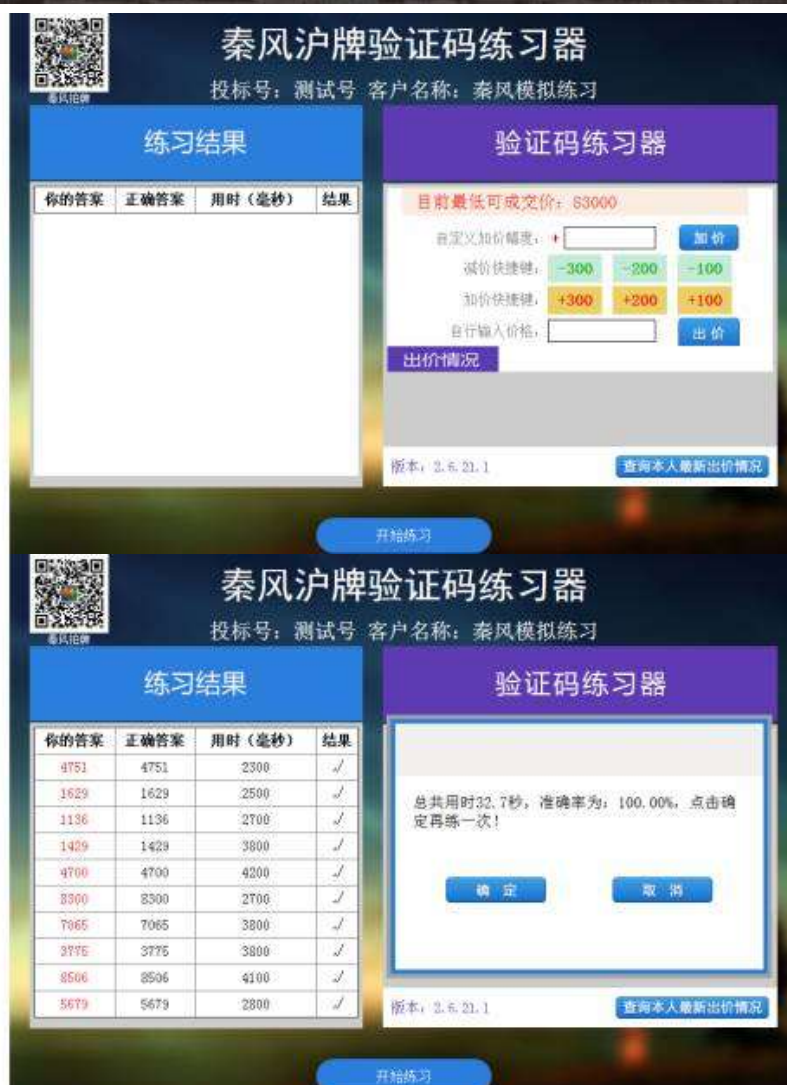 秦风沪牌验证码练习器
秦风拍牌
投标号: 测试号 客户名称: 秦风模拟练习
练习结果
验证码练习器
你的答案 正确答案 用时（毫秒） 结果
目前最低可成交价: 83000
自定义加价幅度: +
加价
减价快捷键: -300 -200 -100
加价快捷键: +300 +200 +100
自行输入价格:
出价
出价情况
版本: 2.6.21.1
查询本人最新出价情况
开始练习
秦风沪牌验证码练习器
秦风拍牌
投标号: 测试号 客户名称: 秦风模拟练习
练习结果
验证码练习器
你的答案 正确答案 用时（毫秒） 结果
4751 4751 2300 √
1629 1629 2500 √
1136 1136 2700 √
1429 1429 3800 √
4700 4700 4200 √
8300 8300 2700 √
7065 7065 3800 √
3775 3775 3800 √
8506 8506 4100 √
5679 5679 2800 √
总共用时32.7秒, 准确率为: 100.00%, 点击确
定再练一次!
确定
取消
版本: 2.6.21.1
查询本人最新出价情况
开始练习